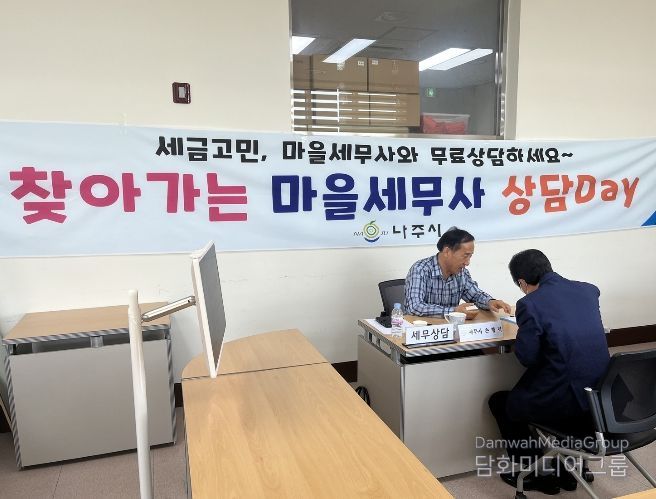 세금고민, 마을세무사와 무료상담하세요~
찾아가는 마을세무사 상담Day
NA JU 나주시
세무상담
DamwahMediaGroup
담화미디어그룹